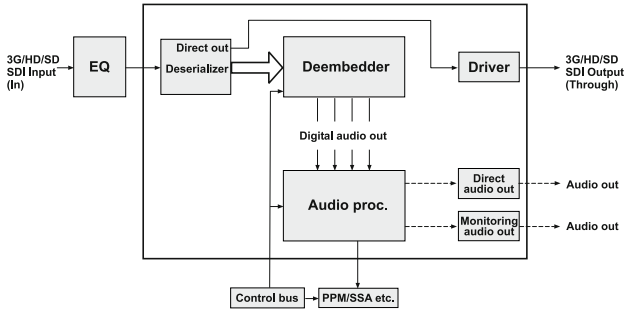 3G/HD/SD
SDI Input
(In)
EQ
Direct out
Deserializer
Deembedder
Driver
3G/HD/SD
SDI Output
(Through)
Digital audio out
Audio proc.
Direct
audio out
Audio out
Monitoring
audio out
Audio out
Control bus
PPM/SSA etc.